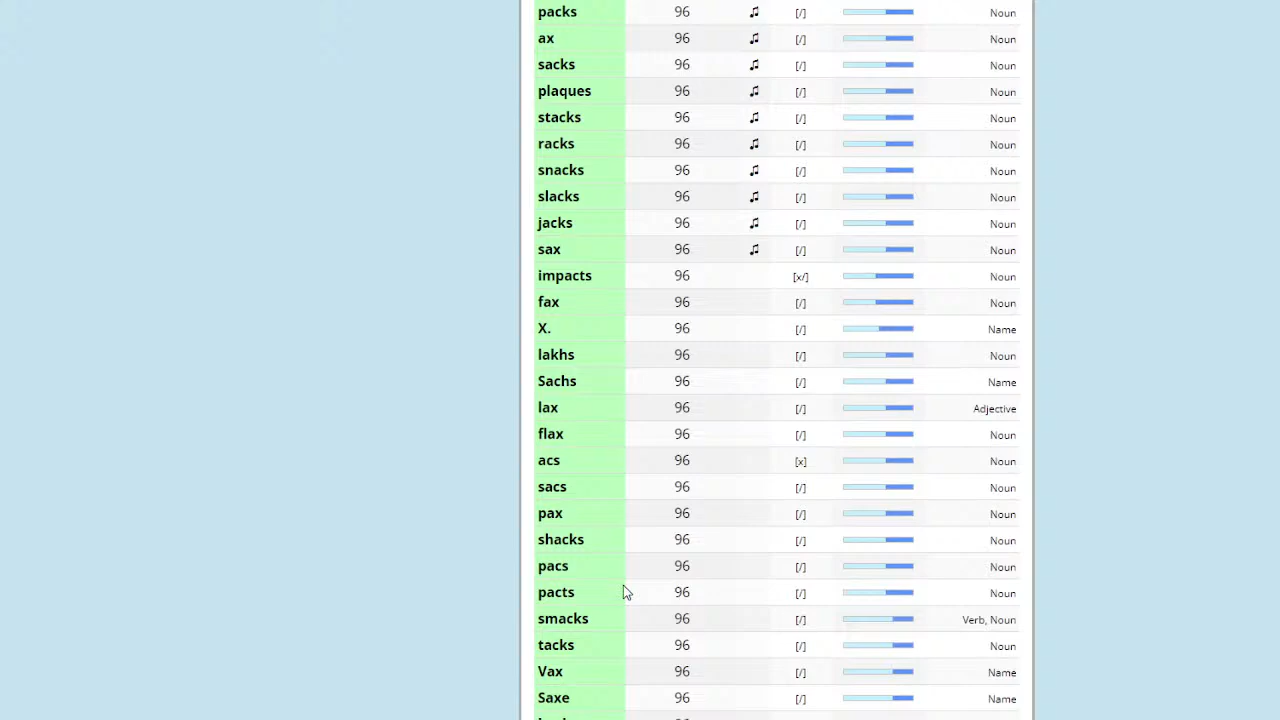 packs 96 ♫ [/] Noun
ax 96 ♫ [/] Noun
sacks 96 ♫ [/] Noun
plaques 96 ♫ [/] Noun
stacks 96 ♫ [/] Noun
racks 96 ♫ [/] Noun
snacks 96 ♫ [/] Noun
slacks 96 ♫ [/] Noun
jacks 96 ♫ [/] Noun
sax 96 ♫ [/] Noun
impacts 96 [x/] Noun
fax 96 [/] Noun
X. 96 [/] Name
lakhs 96 [/] Noun
Sachs 96 [/] Name
lax 96 [/] Adjective
flax 96 [/] Noun
acs 96 [x] Noun
sacs 96 [/] Noun
pax 96 [/] Noun
shacks 96 [/] Noun
pacs 96 [/] Noun
pacts 96 [/] Noun
smacks 96 [/] Verb, Noun
tacks 96 [/] Noun
Vax 96 [/] Name
Saxe 96 [/] Name